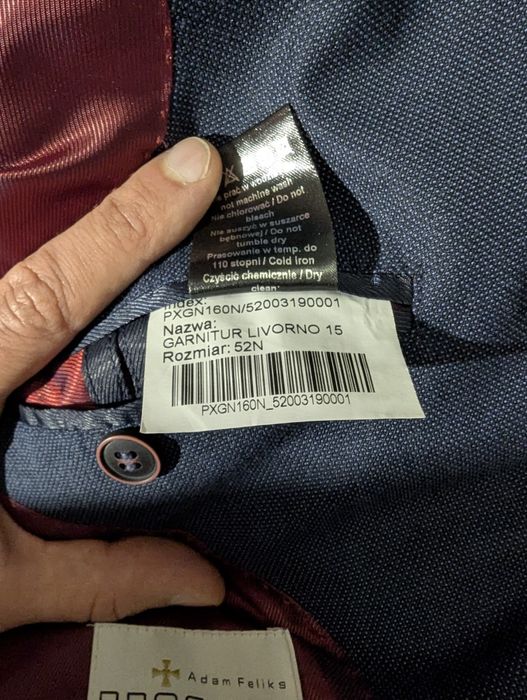 prać w
not machine wash
Nie chlorować / Do not
bleach
Nie suszyć w suszarce
bębnowej / Do not
tumble dry
Prasowanie w temp. do
110 stopni / Cold iron
Czyścić chemicznie / Dry
clean
Index:
PXGN160N/52003190001
Nazwa:
GARNITUR LIVORNO 15
Rozmiar: 52N
PXGN160N_52003190001
Adam Feliks